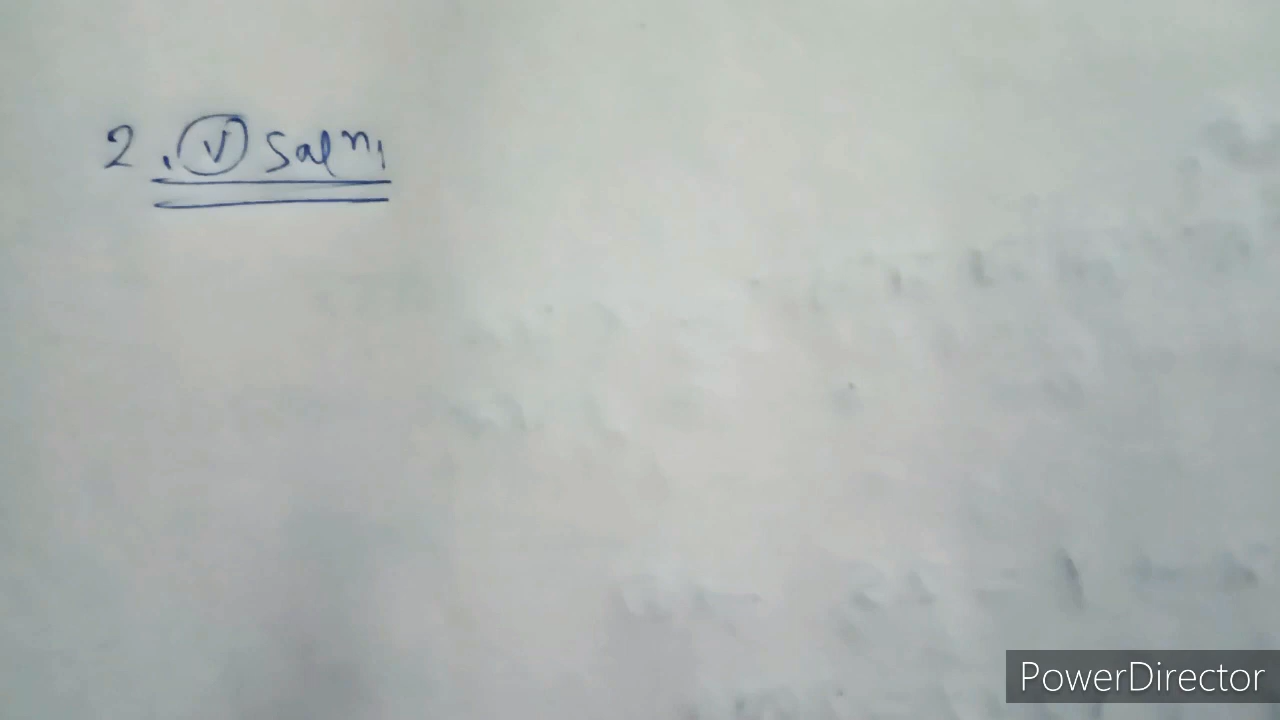 2. (v) Solⁿ,
PowerDirector